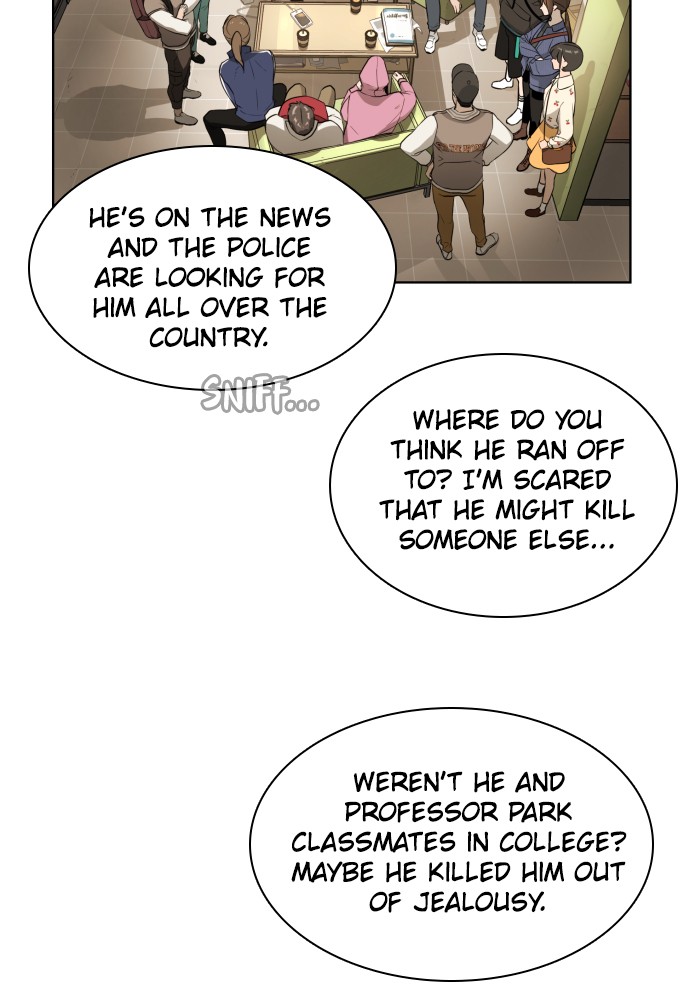 HE'S ON THE NEWS
AND THE POLICE
ARE LOOKING FOR
HIM ALL OVER THE
COUNTRY.
SNIFF...
WHERE DO YOU
THINK HE RAN OFF
TO? I'M SCARED
THAT HE MIGHT KILL
SOMEONE ELSE...
WEREN'T HE AND
PROFESSOR PARK
CLASSMATES IN COLLEGE?
MAYBE HE KILLED HIM OUT
OF JEALOUSY.